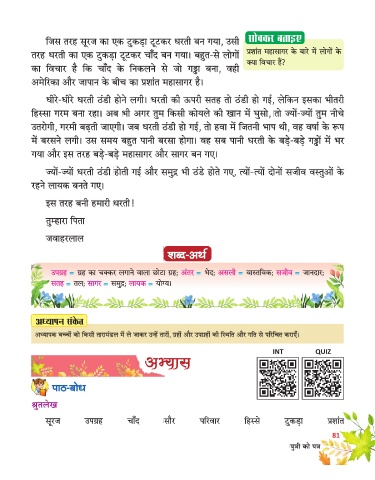 जिस तरह सूरज का एक टुकड़ा टूटकर धरती बन गया, उसी
तरह धरती का एक टुकड़ा टूटकर चाँद बन गया। बहुत-से लोगों
का विचार है कि चाँद के निकलने से जो गड्ढा बना, वही
अमेरिका और जापान के बीच का प्रशांत महासागर है।
सोचकर बताइए
प्रशांत महासागर के बारे में लोगों के
क्या विचार हैं?
धीरे-धीरे धरती ठंडी होने लगी। धरती की ऊपरी सतह तो ठंडी हो गई, लेकिन इसका भीतरी
हिस्सा गरम बना रहा। अब भी अगर तुम किसी कोयले की खान में घुसो, तो ज्यों-ज्यों तुम नीचे
उतरोगी, गरमी बढ़ती जाएगी। जब धरती ठंडी हो गई, तो हवा में जितनी भाप थी, वह वर्षा के रूप
में बरसने लगी। उस समय बहुत पानी बरसा होगा। वह सब पानी धरती के बड़े-बड़े गड्ढों में भर
गया और इस तरह बड़े-बड़े महासागर और सागर बन गए।
ज्यों-ज्यों धरती ठंडी होती गई और समुद्र भी ठंडे होते गए, त्यों-त्यों दोनों सजीव वस्तुओं के
रहने लायक बनते गए।
इस तरह बनी हमारी धरती!
तुम्हारा पिता
जवाहरलाल
शब्द-अर्थ
उपग्रह = ग्रह का चक्कर लगाने वाला छोटा ग्रह; अंतर = भेद; असली = वास्तविक; सजीव = जानदार;
सतह = तल; सागर = समुद्र; लायक = योग्य।
अध्यापन संकेत
अध्यापक बच्चों को किसी तारामंडल में ले जाकर उन्हें तारों, ग्रहों और उपग्रहों की स्थिति और गति से परिचित कराएँ।
अभ्यास
INT QUIZ
पाठ-बोध
श्रुतलेख
सूरज उपग्रह चाँद सौर परिवार हिस्से टुकड़ा प्रशांत
81
पुत्री को पत्र